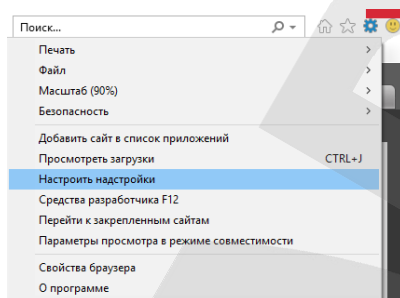 Поиск...
Печать
Файл
Масштаб (90%)
Безопасность
Добавить сайт в список приложений
Просмотреть загрузки CTRL+J
Настроить надстройки
Средства разработчика F12
Перейти к закрепленным сайтам
Параметры просмотра в режиме совместимости
Свойства браузера
О программе